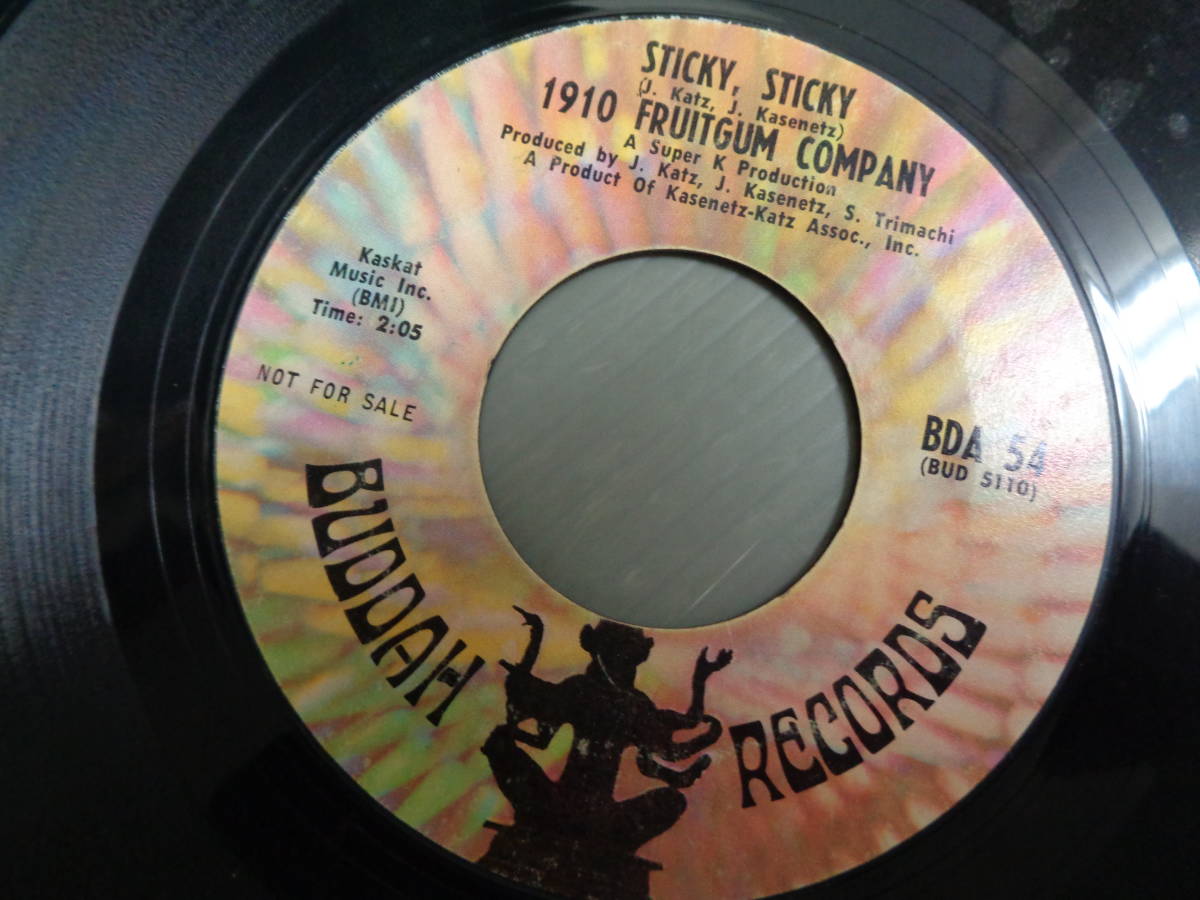 STICKY, STICKY
(J. Katz, J. Kasenetz)
1910 FRUITGUM COMPANY
A Super K Production
Produced by J. Katz, J. Kasenetz, S. Trimachi
A Product Of Kasenetz-Katz Assoc., Inc.
Kaskat
Music Inc.
(BMI)
Time: 2:05
NOT FOR SALE
BDA 54
(BUD 5110)
BUDDAH RECORDS